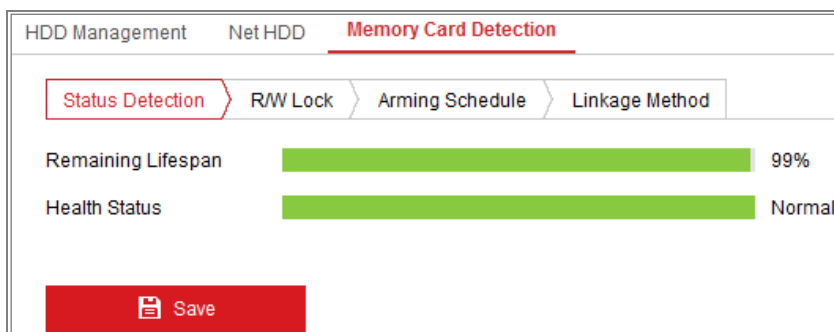 HDD Management Net HDD Memory Card Detection
Status Detection R/W Lock Arming Schedule Linkage Method
Remaining Lifespan 99%
Health Status Normal
Save